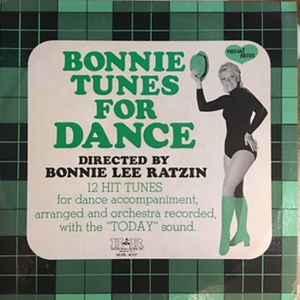 BONNIE
TUNES
FOR
DANCE
DIRECTED BY
BONNIE LEE RATZIN
12 HIT TUNES
for dance accompaniment,
arranged and orchestra recorded,
with the "TODAY" sound.